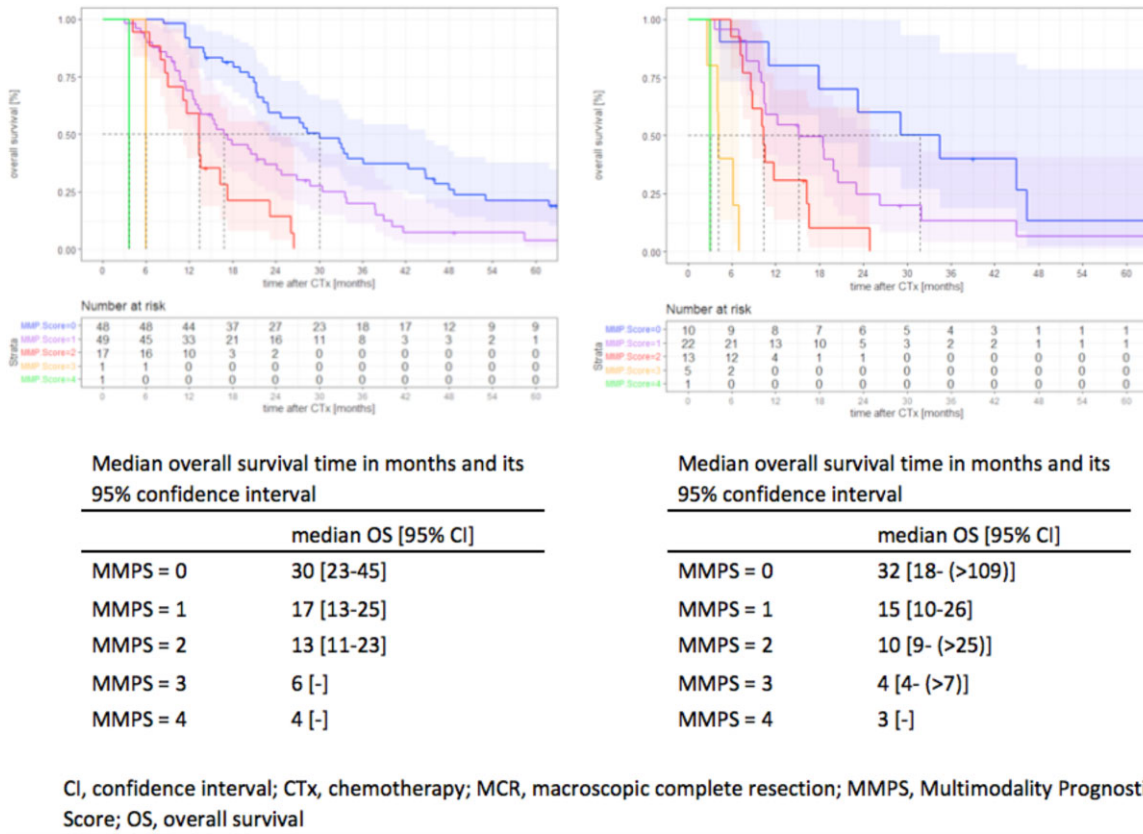 1.00
0.75
0.50
0.25
0.00
overall survival [%]
0 6 12 18 24 30 36 42 48 54 60
time after CTx [months]
Number at risk
Strata
MMP.Score=0 48 48 44 37 27 23 18 17 12 9 9
MMP.Score=1 49 45 33 21 16 11 8 3 3 2 1
MMP.Score=2 17 16 10 3 2 0 0 0 0 0 0
MMP.Score=3 1 1 0 0 0 0 0 0 0 0 0
MMP.Score=4 1 0 0 0 0 0 0 0 0 0 0
0 6 12 18 24 30 36 42 48 54 60
time after CTx [months]
Median overall survival time in months and its
95% confidence interval
median OS [95% CI]
MMPS = 0 30 [23-45]
MMPS = 1 17 [13-25]
MMPS = 2 13 [11-23]
MMPS = 3 6 [-]
MMPS = 4 4 [-]
1.00
0.75
0.50
0.25
0.00
overall survival [%]
0 6 12 18 24 30 36 42 48 54 60
time after CTx [months]
Number at risk
Strata
MMP.Score=0 10 9 8 7 6 5 4 3 1 1 1
MMP.Score=1 22 21 13 10 5 3 2 2 1 1 1
MMP.Score=2 13 12 4 1 1 0 0 0 0 0 0
MMP.Score=3 5 2 0 0 0 0 0 0 0 0 0
MMP.Score=4 1 0 0 0 0 0 0 0 0 0 0
0 6 12 18 24 30 36 42 48 54 60
time after CTx [months]
Median overall survival time in months and its
95% confidence interval
median OS [95% CI]
MMPS = 0 32 [18- (>109)]
MMPS = 1 15 [10-26]
MMPS = 2 10 [9- (>25)]
MMPS = 3 4 [4- (>7)]
MMPS = 4 3 [-]
CI, confidence interval; CTx, chemotherapy; MCR, macroscopic complete resection; MMPS, Multimodality Prognosti
Score; OS, overall survival